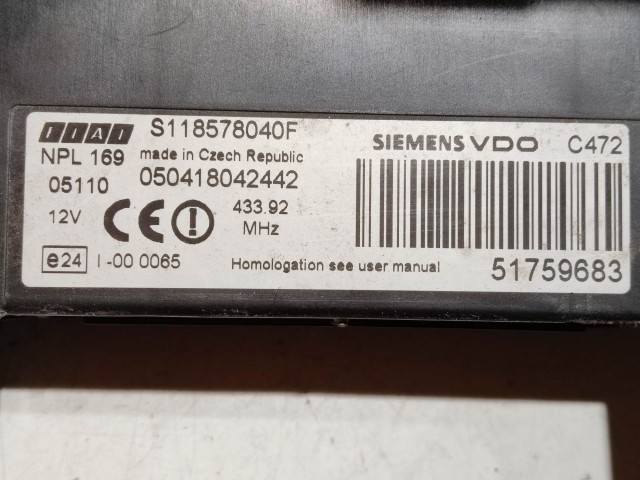 FIAT S118578040F SIEMENS VDO C472
NPL 169 made in Czech Republic
05110 050418042442
12V CE 433.92
MHz
e24 I -00 0065 Homologation see user manual 51759683